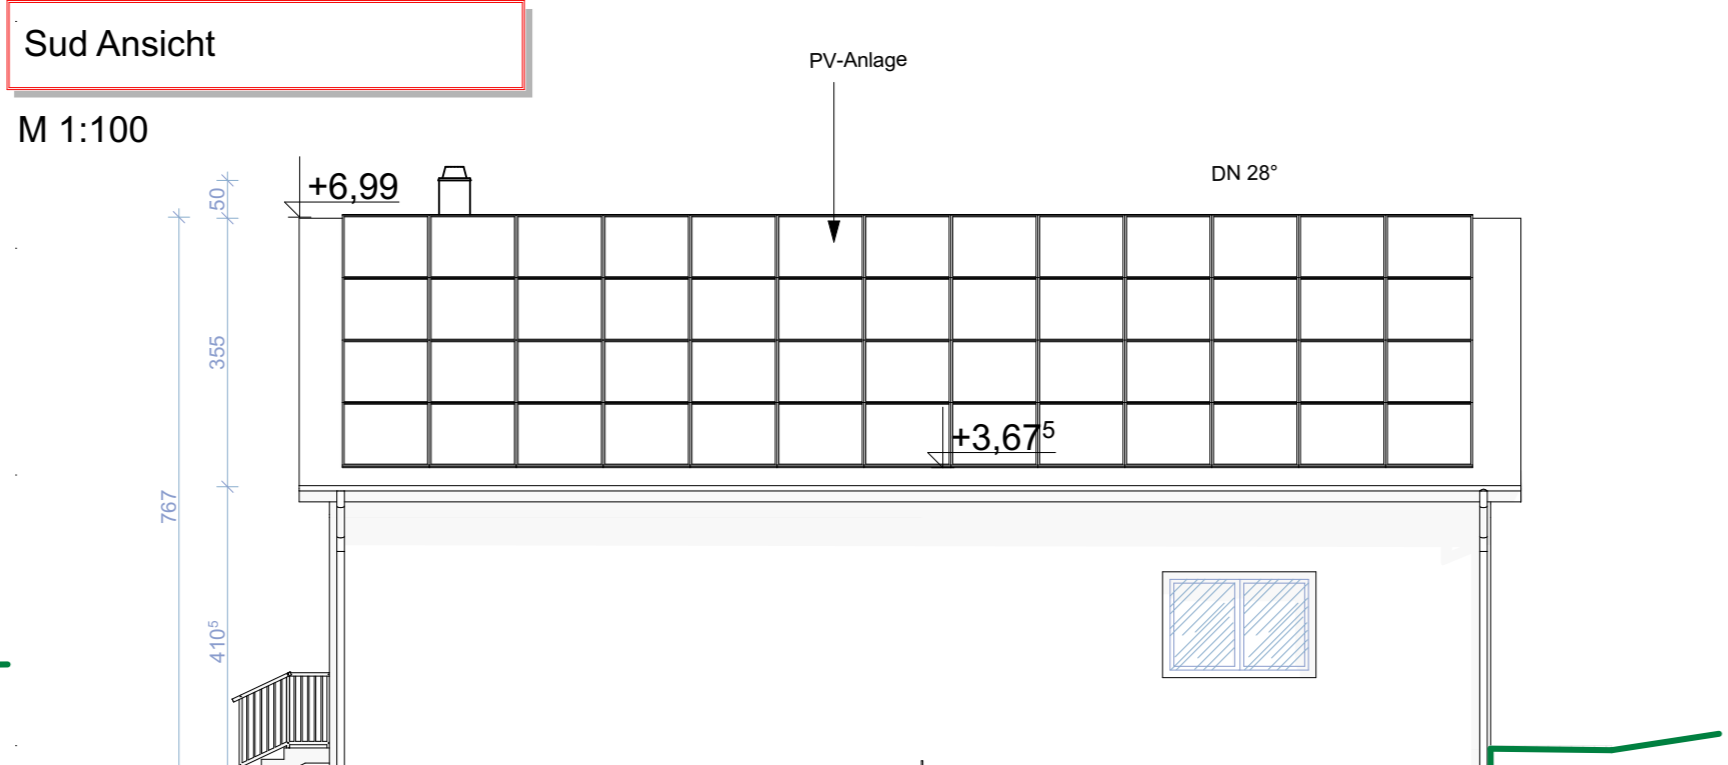 Sud Ansicht
M 1:100
PV-Anlage
DN 28°
+6,99
50
355
+3,67⁵
767
410⁵